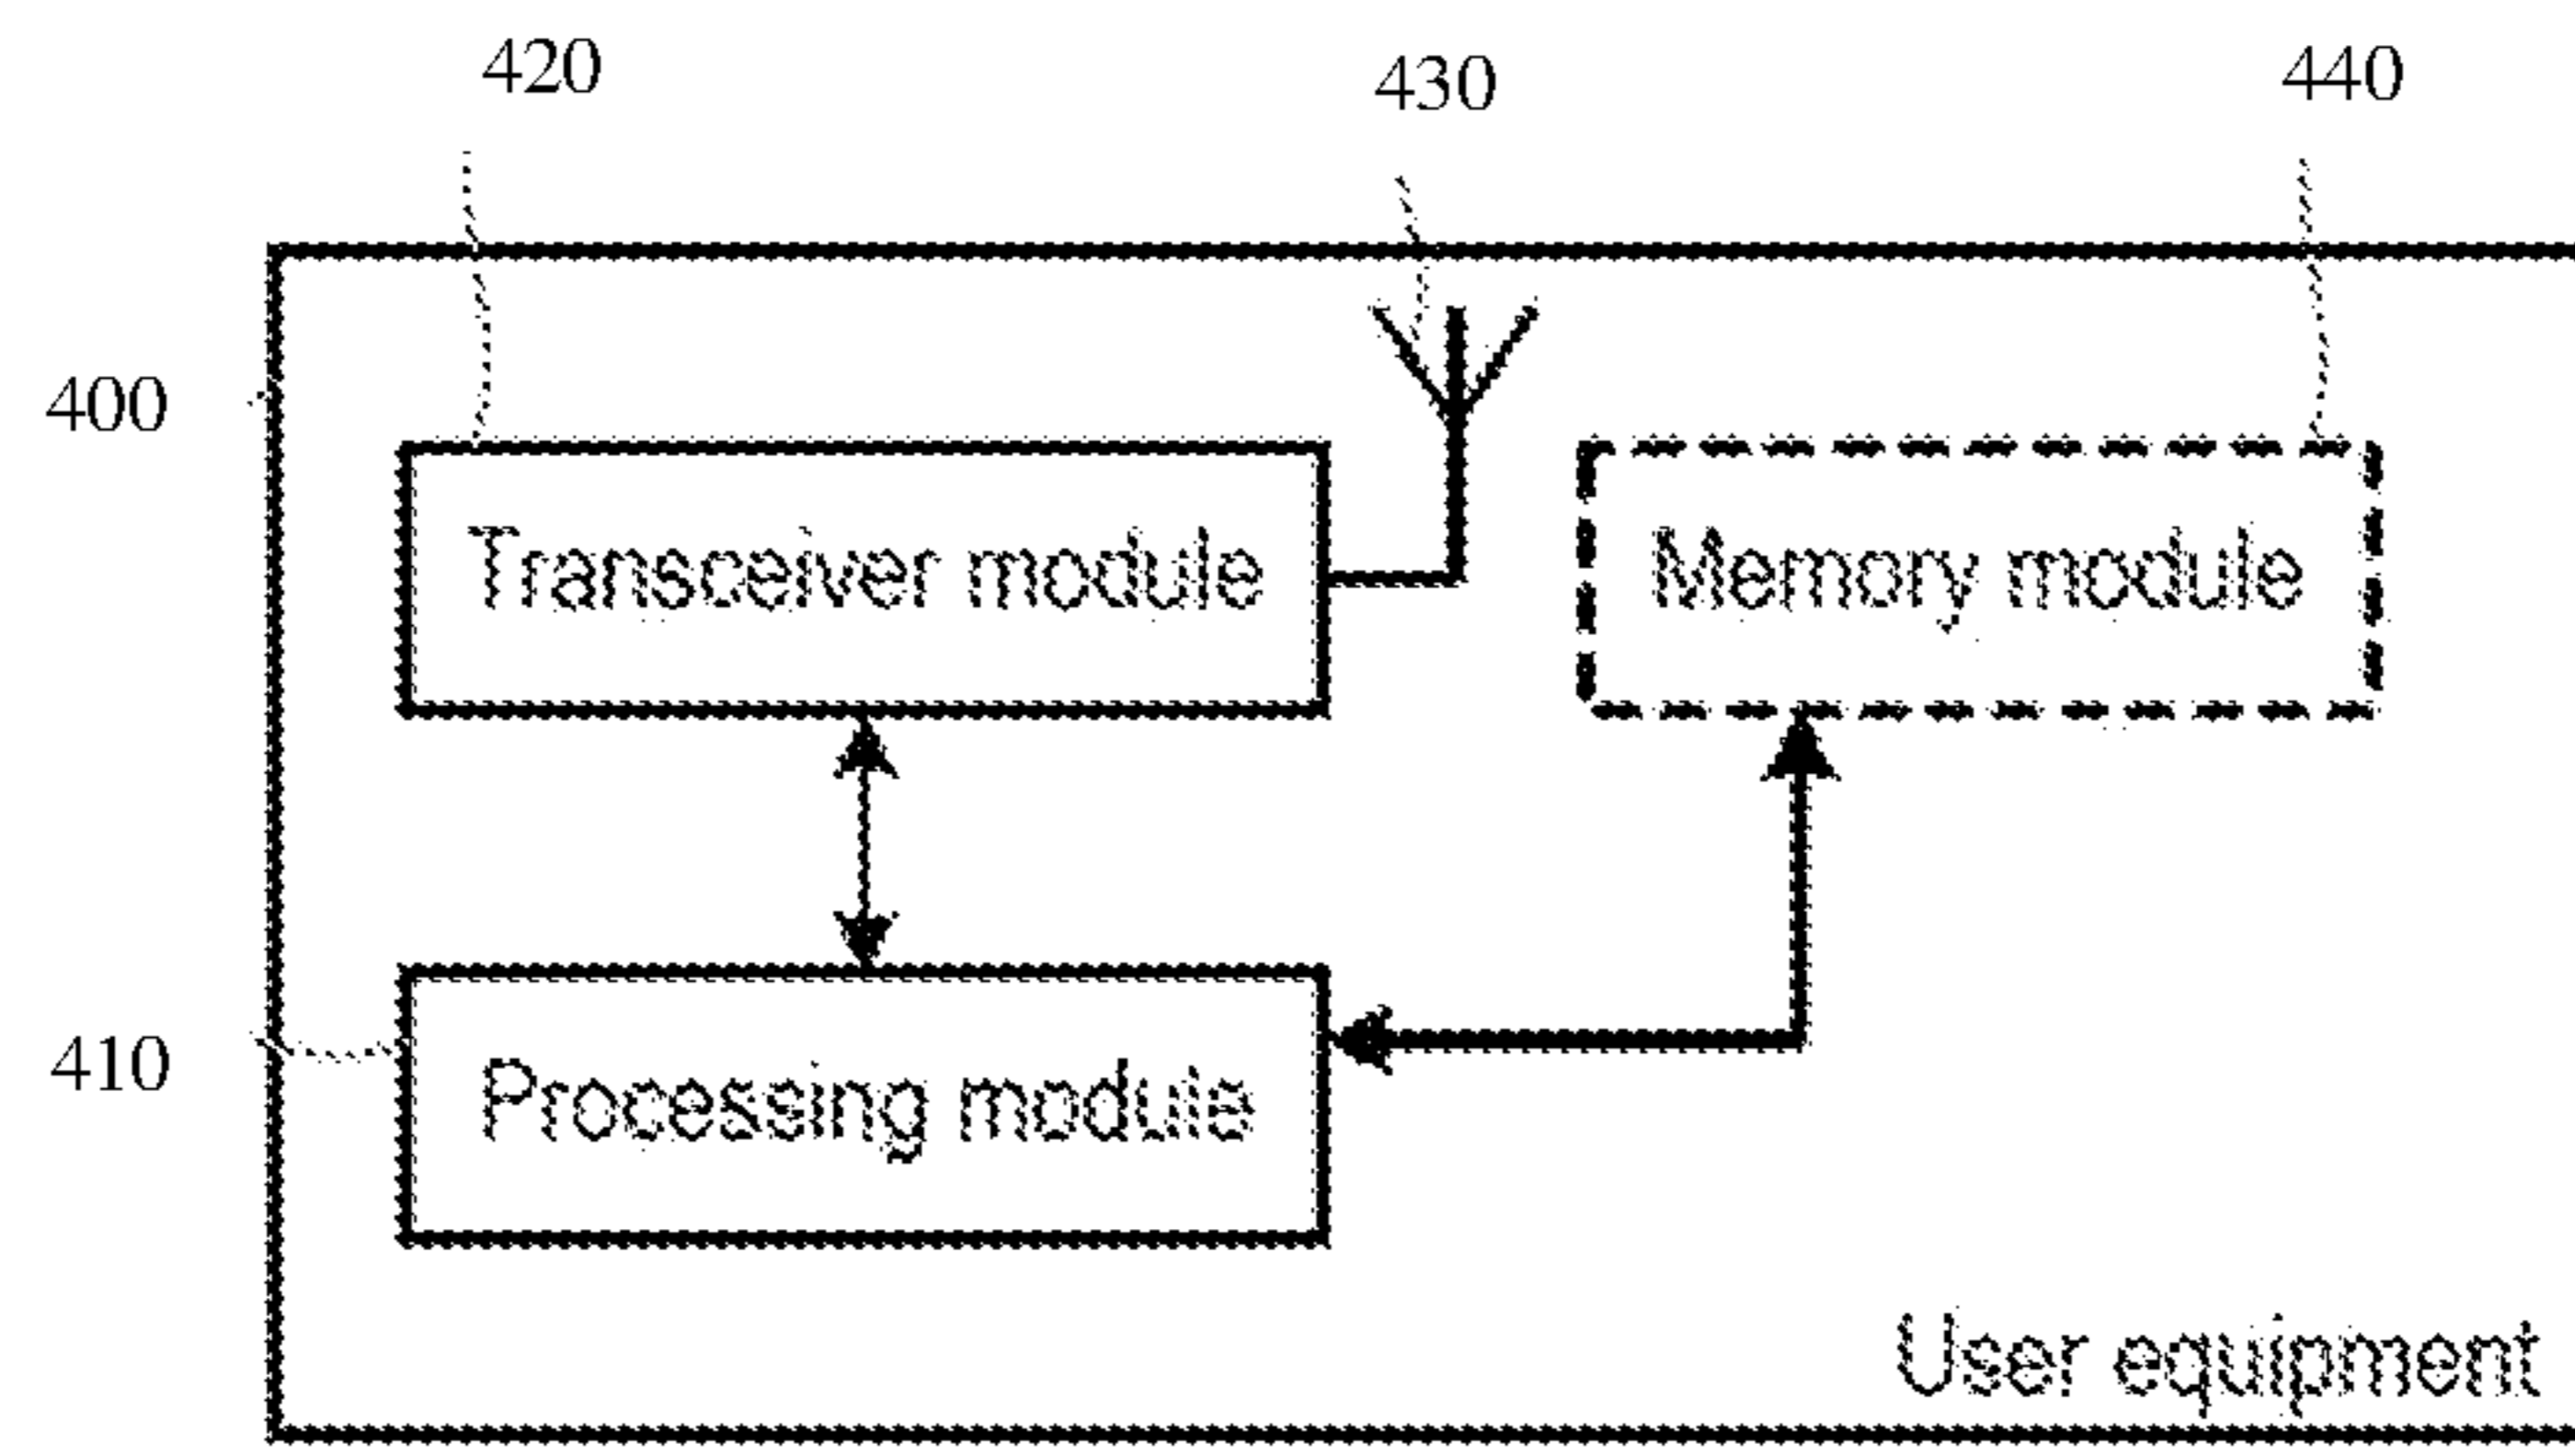 420
430
440
400
Transceiver module
Memory module
410
Processing module
User equipment